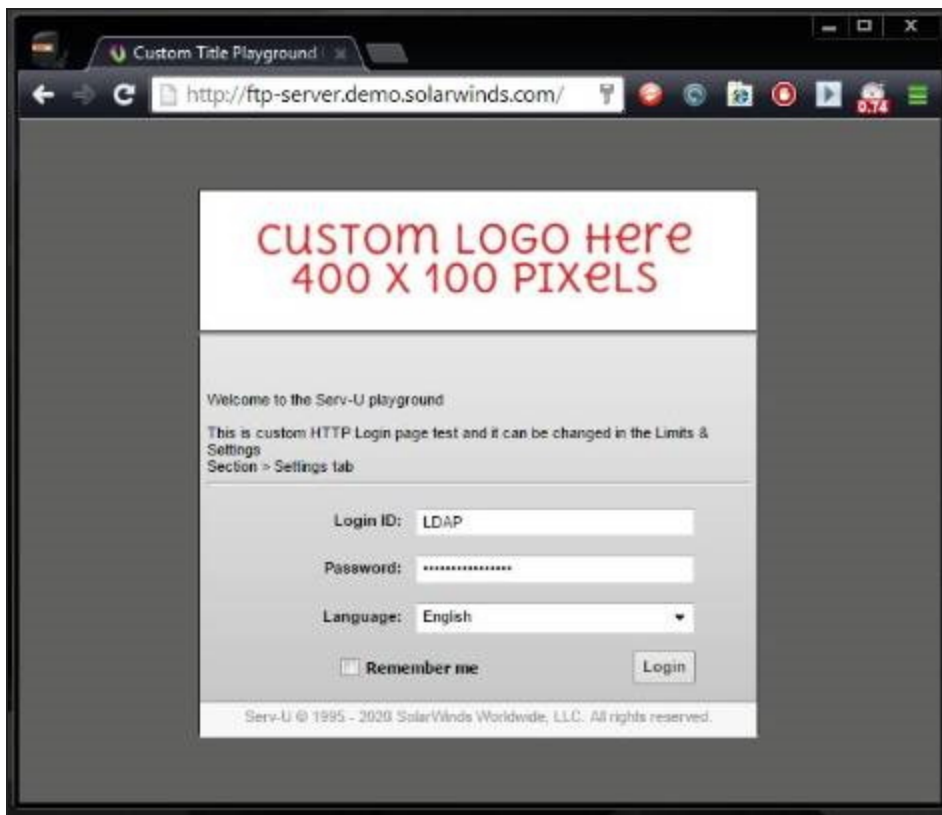 Custom Title Playground
http://ftp-server.demo.solarwinds.com/
0.74
CUSTOM LOGO Here
400 X 100 PIXeLS
Welcome to the Serv-U playground
This is custom HTTP Login page test and it can be changed in the Limits &
Settings
Section > Settings tab
Login ID: LDAP
Password: ••••••••••••••••
Language: English
Remember me Login
Serv-U © 1995 - 2020 SolarWinds Worldwide, LLC. All rights reserved.